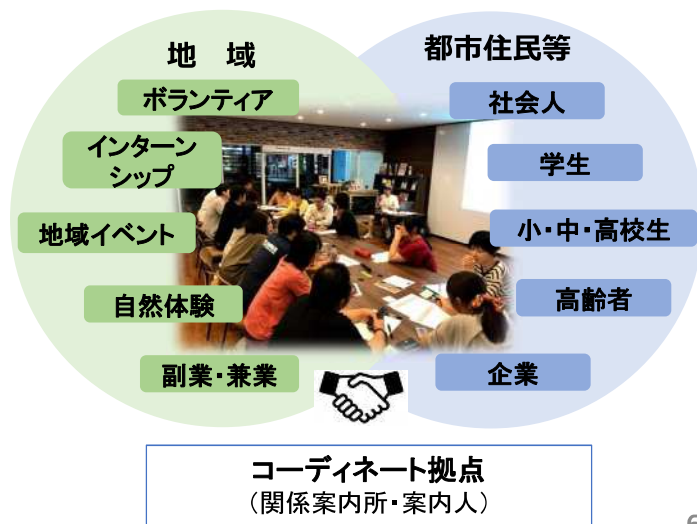 地　域
ボランティア
インターン
シップ
地域イベント
自然体験
副業・兼業
都市住民等
社会人
学生
小・中・高校生
高齢者
企業
コーディネート拠点
（関係案内所・案内人）